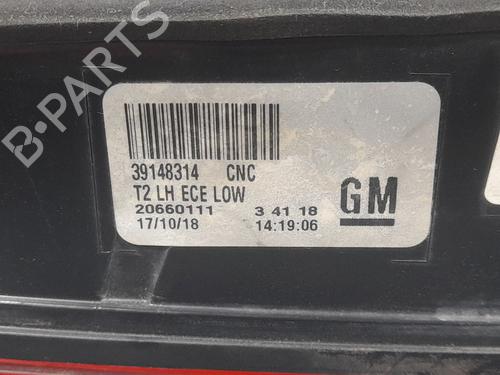 B-PARTS
39148314 CNC
T2 LH ECE LOW
20660111 3 41 18
17/10/18 14:19:06
GM